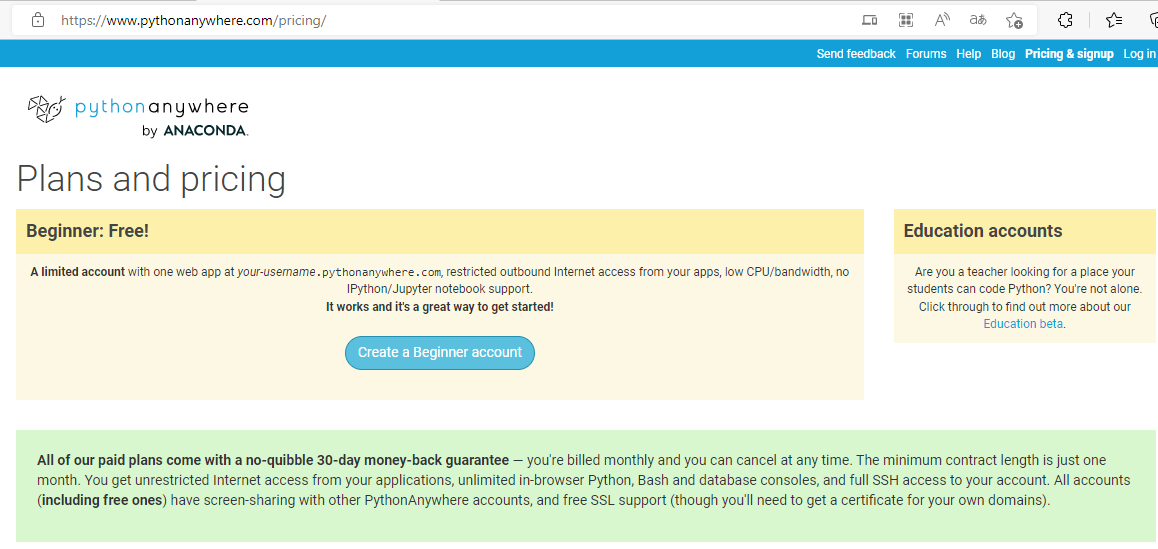 https://www.pythonanywhere.com/pricing/
Send feedback Forums Help Blog Pricing & signup Log in
pythonanywhere
by ANACONDA.
Plans and pricing
Beginner: Free!
A limited account with one web app at your-username.pythonanywhere.com, restricted outbound Internet access from your apps, low CPU/bandwidth, no
IPython/Jupyter notebook support.
It works and it's a great way to get started!
Create a Beginner account
Education accounts
Are you a teacher looking for a place your
students can code Python? You're not alone.
Click through to find out more about our
Education beta.
All of our paid plans come with a no-quibble 30-day money-back guarantee — you're billed monthly and you can cancel at any time. The minimum contract length is just one
month. You get unrestricted Internet access from your applications, unlimited in-browser Python, Bash and database consoles, and full SSH access to your account. All accounts
(including free ones) have screen-sharing with other PythonAnywhere accounts, and free SSL support (though you'll need to get a certificate for your own domains).